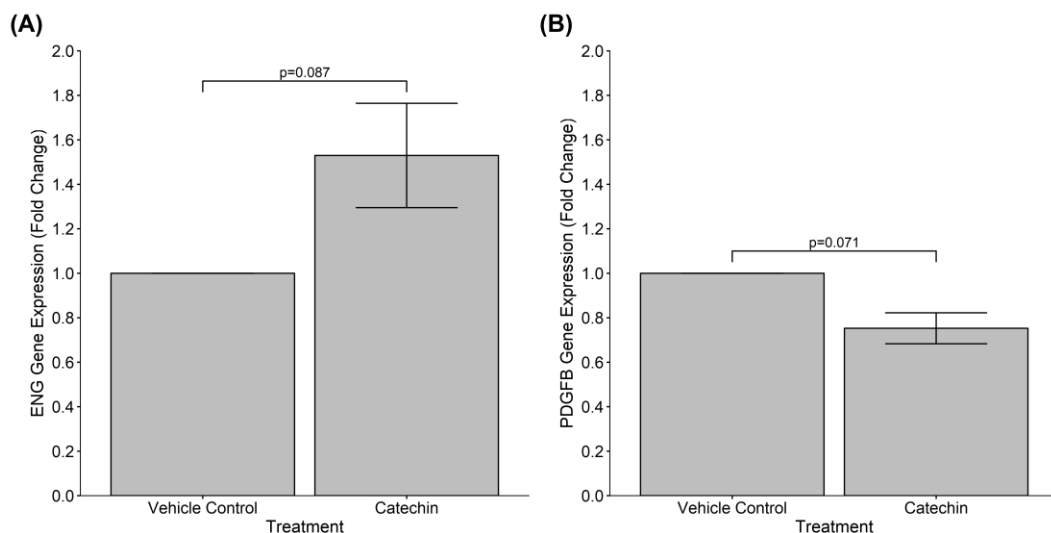 (A)
2.0
1.8
1.6
1.4
1.2
1.0
0.8
0.6
0.4
0.2
0.0
ENG Gene Expression (Fold Change)
p=0.087
Vehicle Control Catechin
Treatment
(B)
2.0
1.8
1.6
1.4
1.2
1.0
0.8
0.6
0.4
0.2
0.0
PDGFB Gene Expression (Fold Change)
p=0.071
Vehicle Control Catechin
Treatment